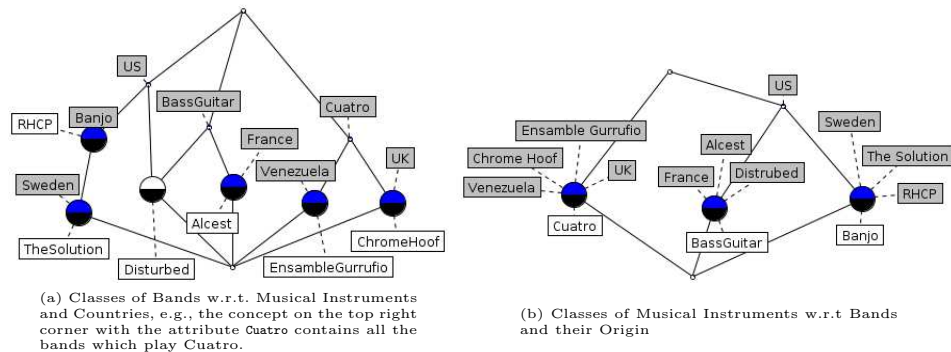 US
BassGuitar
Cuatro
RHCP
Banjo
France
Venezuela
UK
Sweden
Alcest
TheSolution
Disturbed
EnsambleGurrufio
ChromeHoof
(a) Classes of Bands w.r.t. Musical Instruments
and Countries, e.g., the concept on the top right
corner with the attribute Cuatro contains all the
bands which play Cuatro.
US
Ensamble Gurrufio
Sweden
Alcest
Chrome Hoof
The Solution
France
Distrubed
Venezuela
UK
RHCP
Cuatro
BassGuitar
Banjo
(b) Classes of Musical Instruments w.r.t Bands
and their Origin